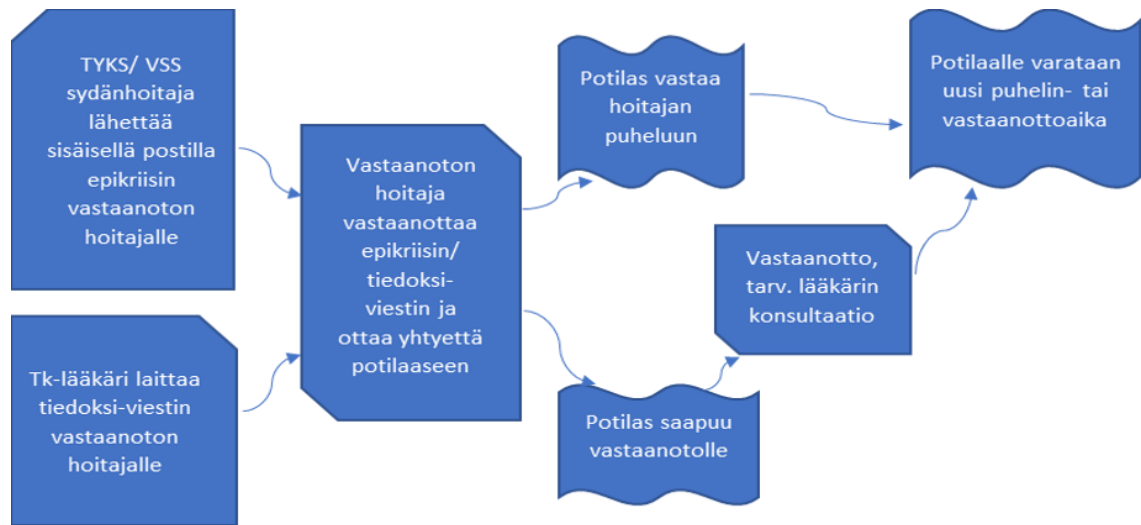 TYKS/ VSS
sydänhoitaja
lähettää
sisäisellä postilla
epikriisin
vastaanoton
hoitajalle
Tk-lääkäri laittaa
tiedoksi-viestin
vastaanoton
hoitajalle
Vastaanoton
hoitaja
vastaanottaa
epikriisin/
tiedoksi-
viestin ja
ottaa yhtyettä
potilaaseen
Potilas vastaa
hoitajan
puheluun
Potilas saapuu
vastaanotolle
Vastaanotto,
tarv. lääkärin
konsultaatio
Potilaalle varataan
uusi puhelin- tai
vastaanottoaika